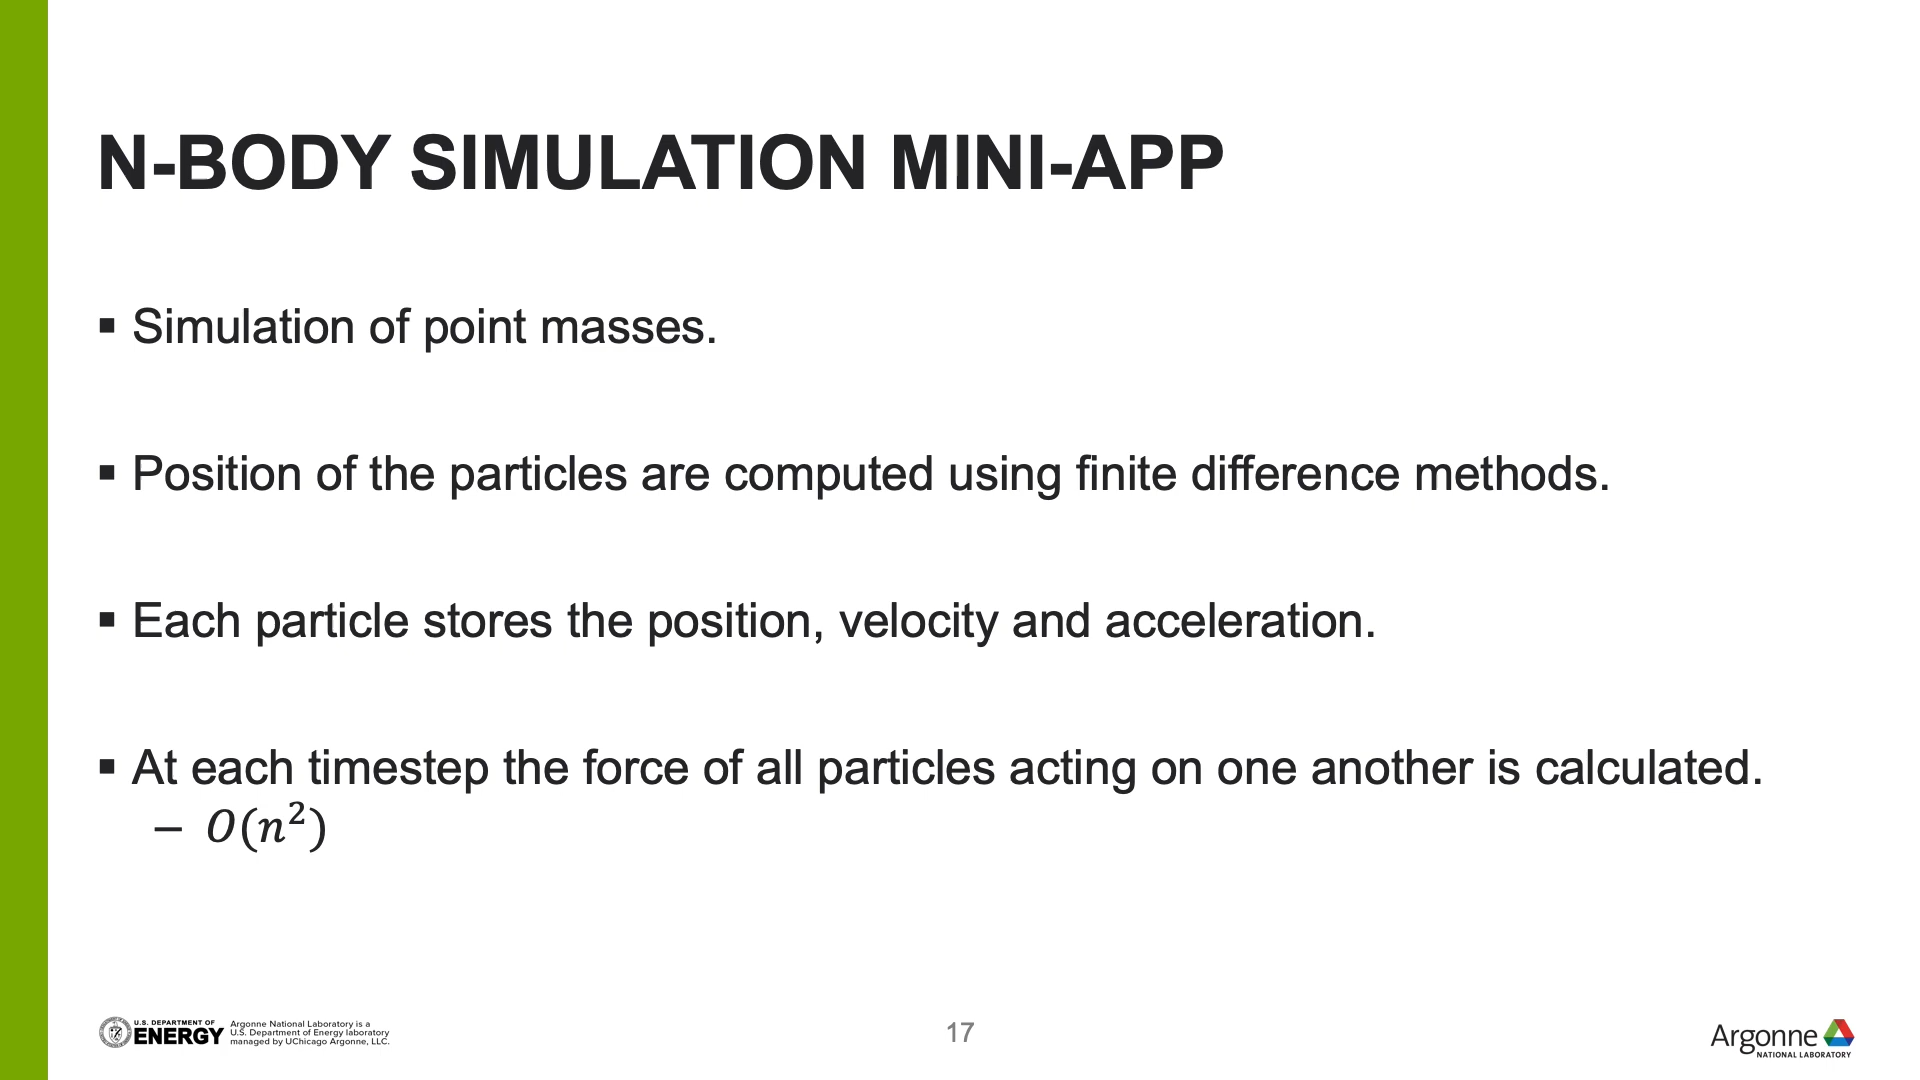 N-BODY SIMULATION MINI-APP
▪ Simulation of point masses.
▪ Position of the particles are computed using finite difference methods.
▪ Each particle stores the position, velocity and acceleration.
▪ At each timestep the force of all particles acting on one another is calculated.
– O(n²)
U.S. DEPARTMENT OF
ENERGY
Argonne National Laboratory is a
U.S. Department of Energy laboratory
managed by UChicago Argonne, LLC.
17
Argonne
NATIONAL LABORATORY